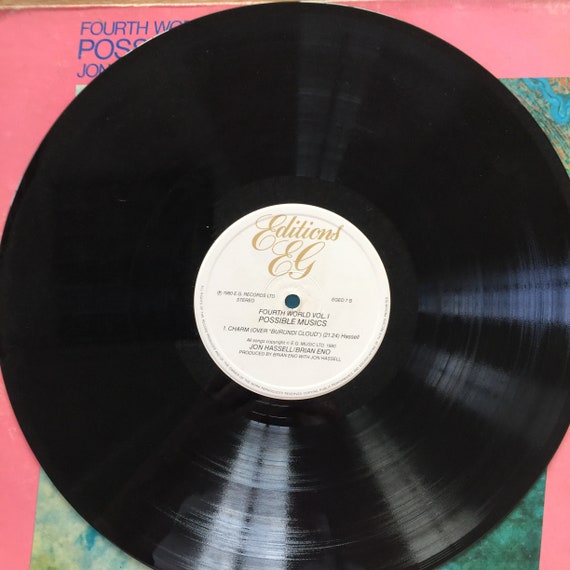 FOURTH WOR
POSS
JON
Editions
EG
℗ 1980 E.G. RECORDS LTD.
STEREO
EGED 7 B
FOURTH WORLD VOL. I
POSSIBLE MUSICS
1. CHARM (OVER "BURUNDI CLOUD") (21:24) Hassell
All songs copyright © E.G. MUSIC LTD. 1980
JON HASSELL/BRIAN ENO
PRODUCED BY BRIAN ENO WITH JON HASSELL